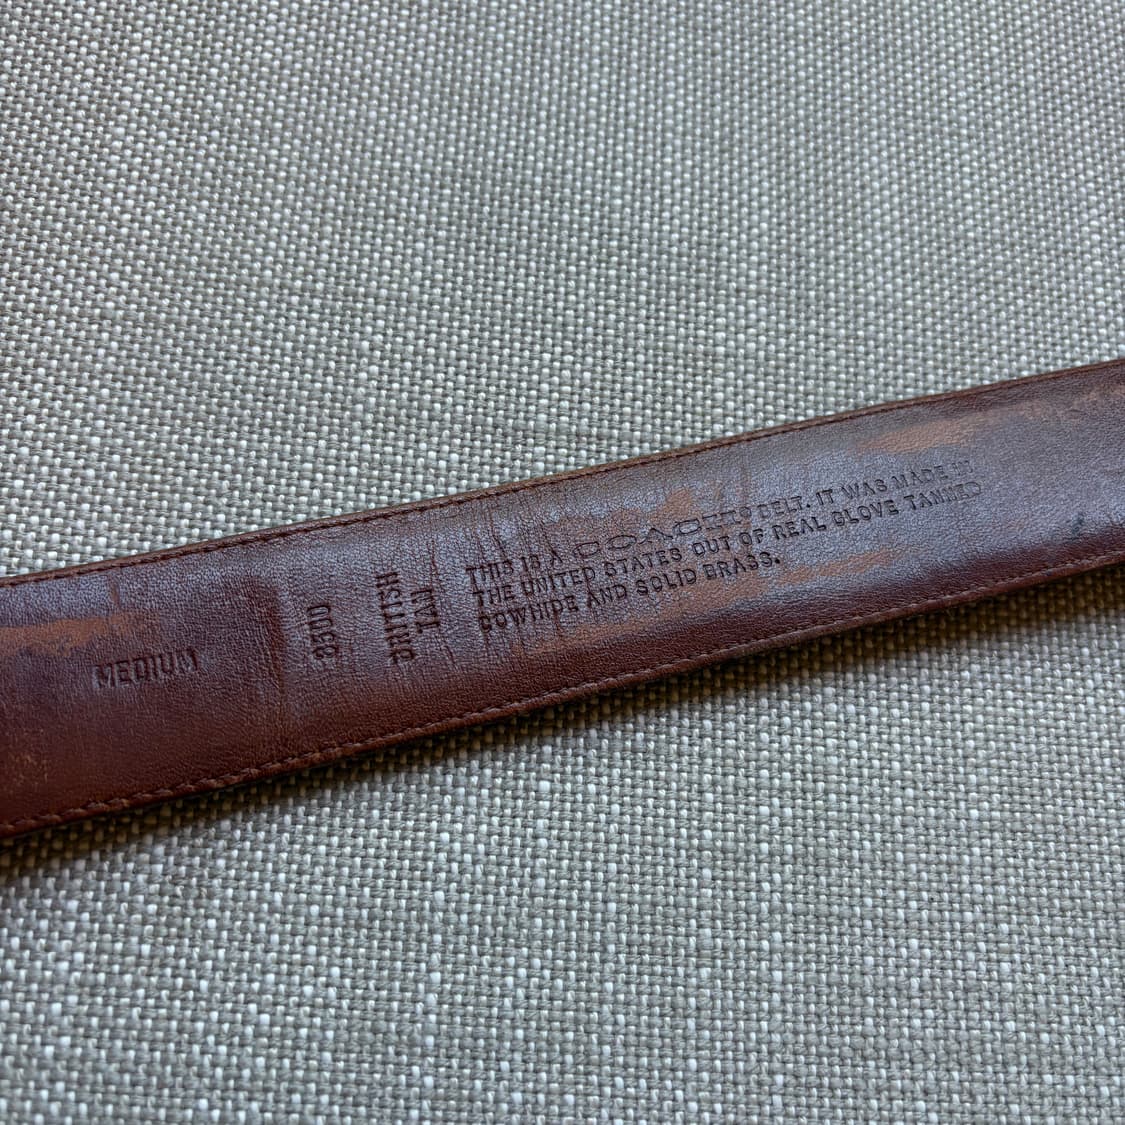 MEDIUM
8500
BRITISH
TAN
THIS IS A COACH® BELT. IT WAS MADE IN
THE UNITED STATES OUT OF REAL GLOVE TANNED
COWHIDE AND SOLID BRASS.